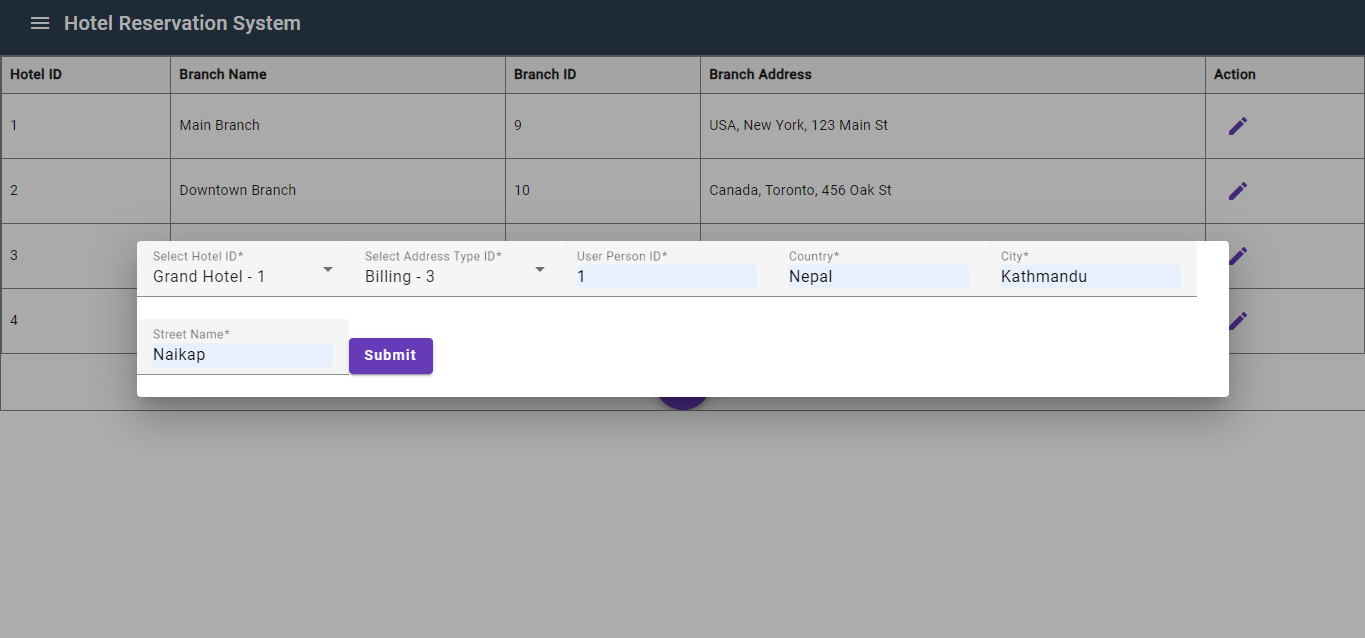 Hotel Reservation System
Hotel ID Branch Name Branch ID Branch Address Action
1 Main Branch 9 USA, New York, 123 Main St
2 Downtown Branch 10 Canada, Toronto, 456 Oak St
3
Select Hotel ID* Select Address Type ID* User Person ID* Country* City*
Grand Hotel - 1 Billing - 3 1 Nepal Kathmandu
4
Street Name*
Naikap
Submit